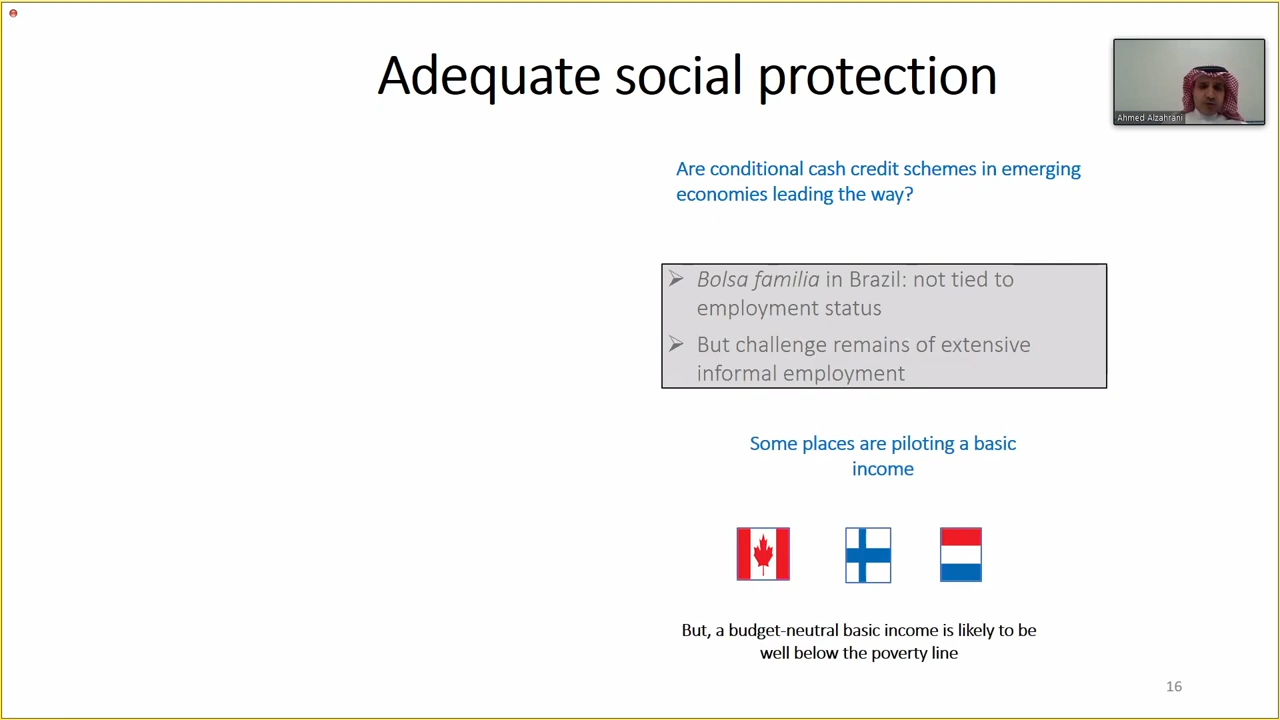 Adequate social protection
Ahmed Alzahrani
Are conditional cash credit schemes in emerging
economies leading the way?
➢ Bolsa familia in Brazil: not tied to
employment status
➢ But challenge remains of extensive
informal employment
Some places are piloting a basic
income
But, a budget-neutral basic income is likely to be
well below the poverty line
16